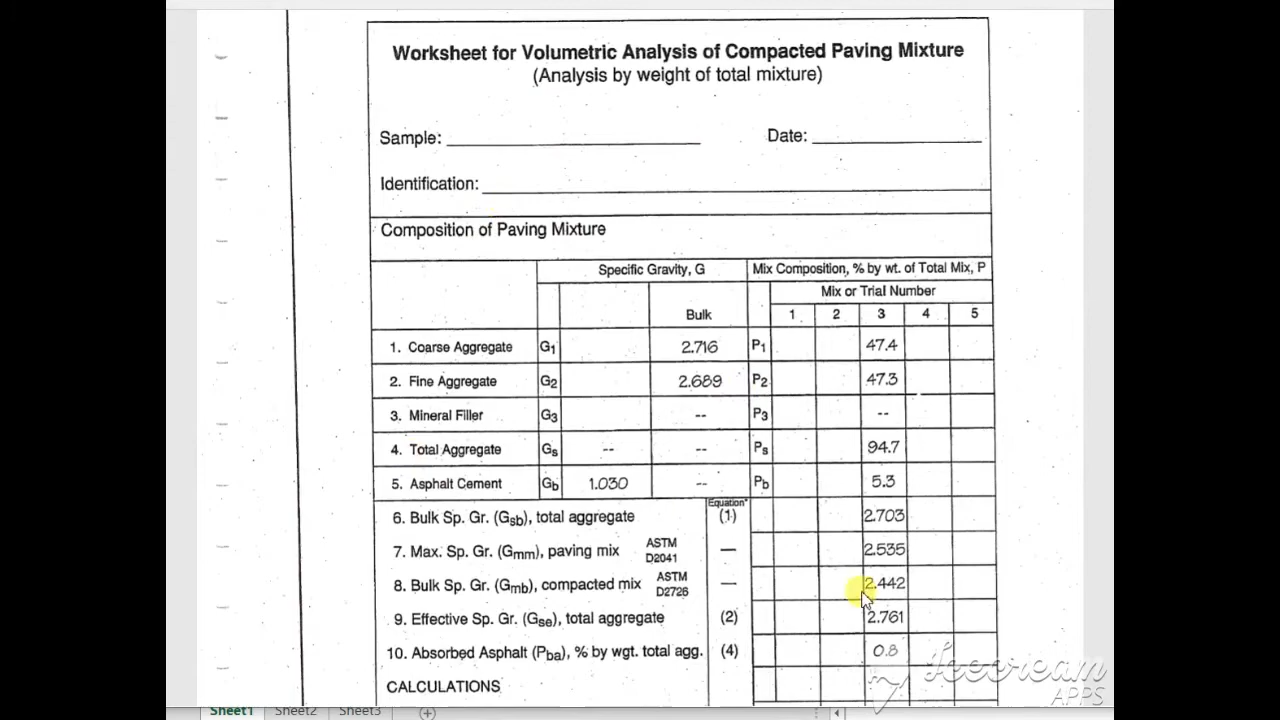 Worksheet for Volumetric Analysis of Compacted Paving Mixture
(Analysis by weight of total mixture)
Sample:
Date:
Identification:
Composition of Paving Mixture
Specific Gravity, G
Mix Composition, % by wt. of Total Mix, P
Mix or Trial Number
Bulk
1 2 3 4 5
1. Coarse Aggregate G1 2.716 P1 47.4
2. Fine Aggregate G2 2.689 P2 47.3
3. Mineral Filler G3 -- P3 --
4. Total Aggregate Gs -- -- Ps 94.7
5. Asphalt Cement Gb 1.030 -- Pb 5.3
Equation*
6. Bulk Sp. Gr. (Gsb), total aggregate (1) 2.703
7. Max. Sp. Gr. (Gmm), paving mix ASTM D2041 — 2.535
8. Bulk Sp. Gr. (Gmb), compacted mix ASTM D2726 — 2.442
9. Effective Sp. Gr. (Gse), total aggregate (2) 2.761
10. Absorbed Asphalt (Pba), % by wgt. total agg. (4) 0.8
CALCULATIONS
Icecream
APPS
Sheet1 Sheet2 Sheet3